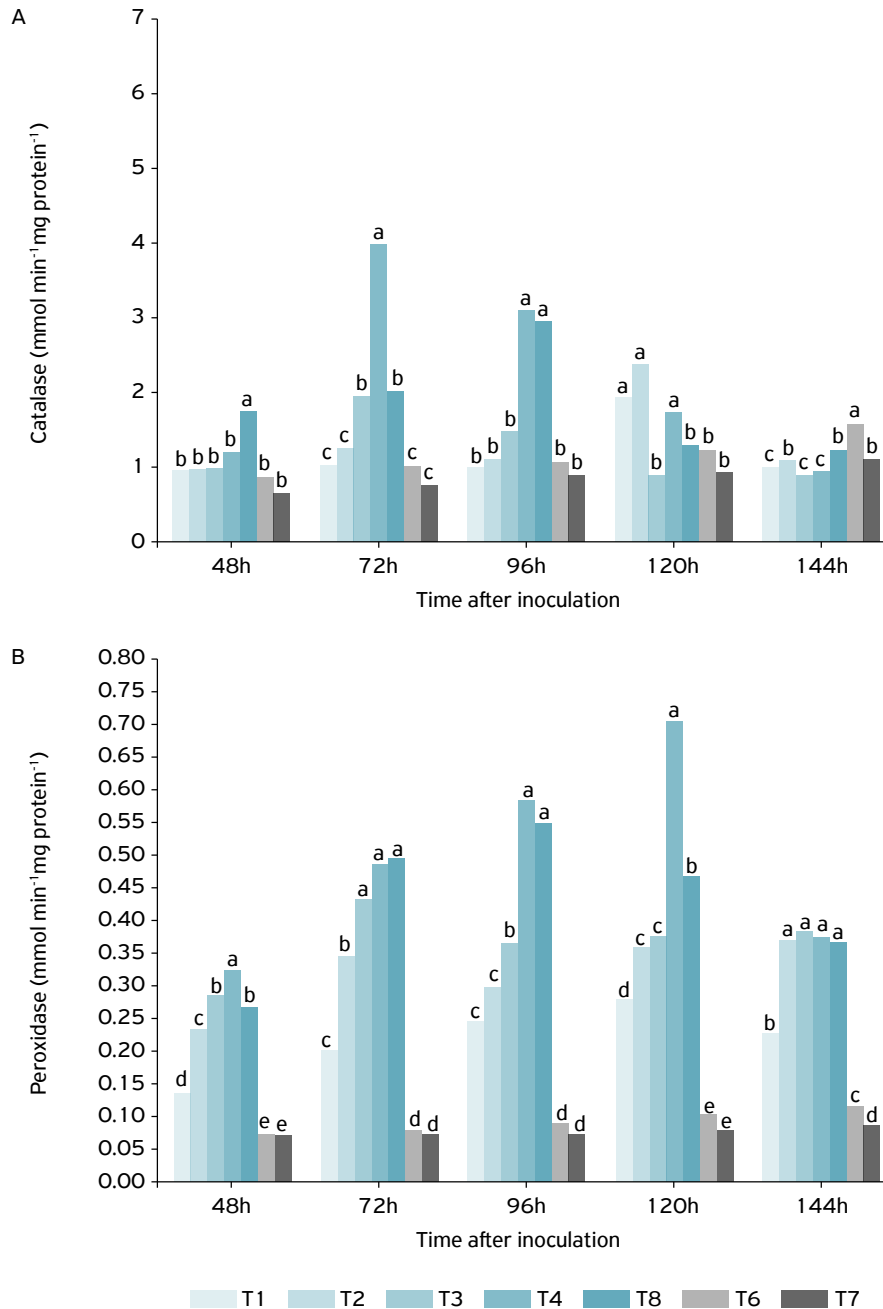 A
Catalase (mmol min⁻¹mg protein⁻¹)
7
6
5
4
3
2
1
0
b b b b a b b
c c b a b c c
b b b a a b b
a a b a b b b
c b c c b a b
48h 72h 96h 120h 144h
Time after inoculation
B
Peroxidase (mmol min⁻¹mg protein⁻¹)
0.80
0.75
0.70
0.65
0.60
0.55
0.50
0.45
0.40
0.35
0.30
0.25
0.20
0.15
0.10
0.05
0.00
d c b a b e e
c b a a a d d
c c b a a d d
d c c a b e e
b a a a a c d
48h 72h 96h 120h 144h
Time after inoculation
T1 T2 T3 T4 T8 T6 T7